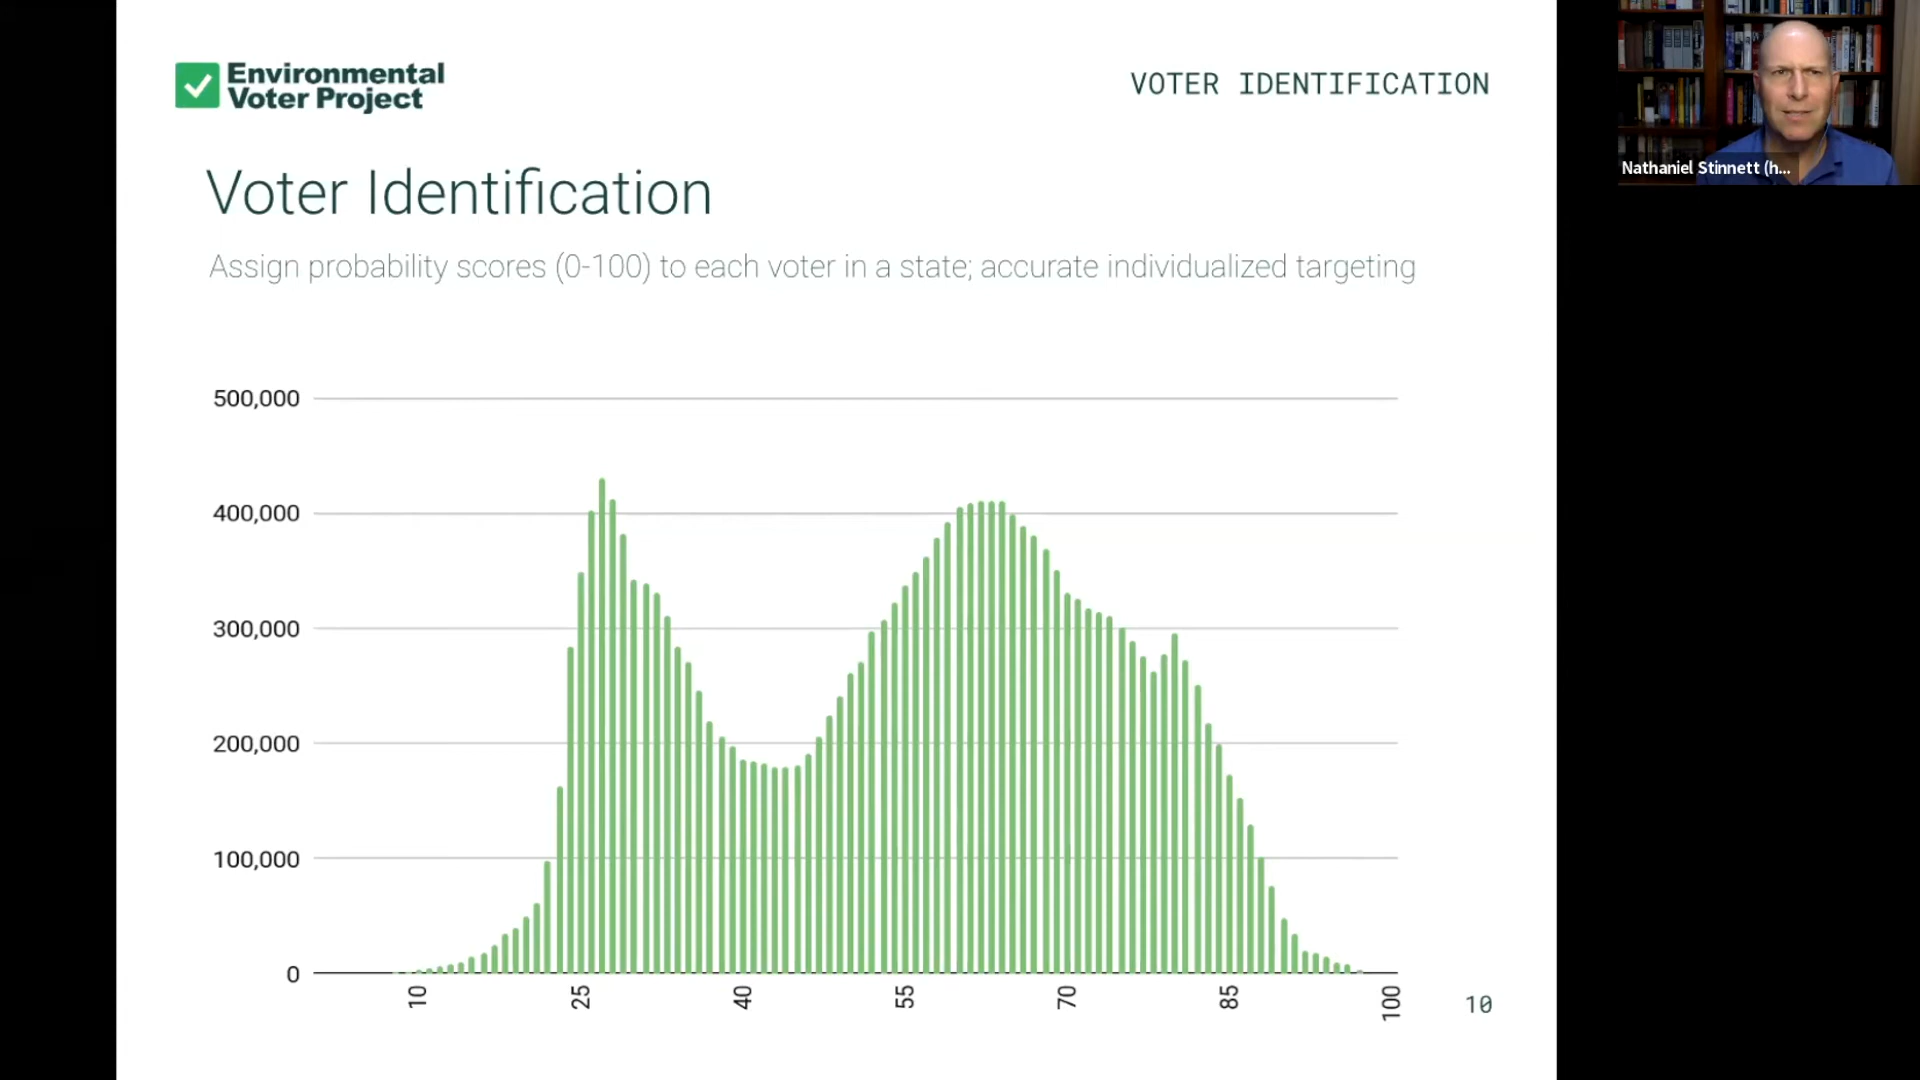 Environmental
Voter Project
VOTER IDENTIFICATION
Nathaniel Stinnett (h...
Voter Identification
Assign probability scores (0-100) to each voter in a state; accurate individualized targeting
500,000
400,000
300,000
200,000
100,000
0
10 25 40 55 70 85 100
10